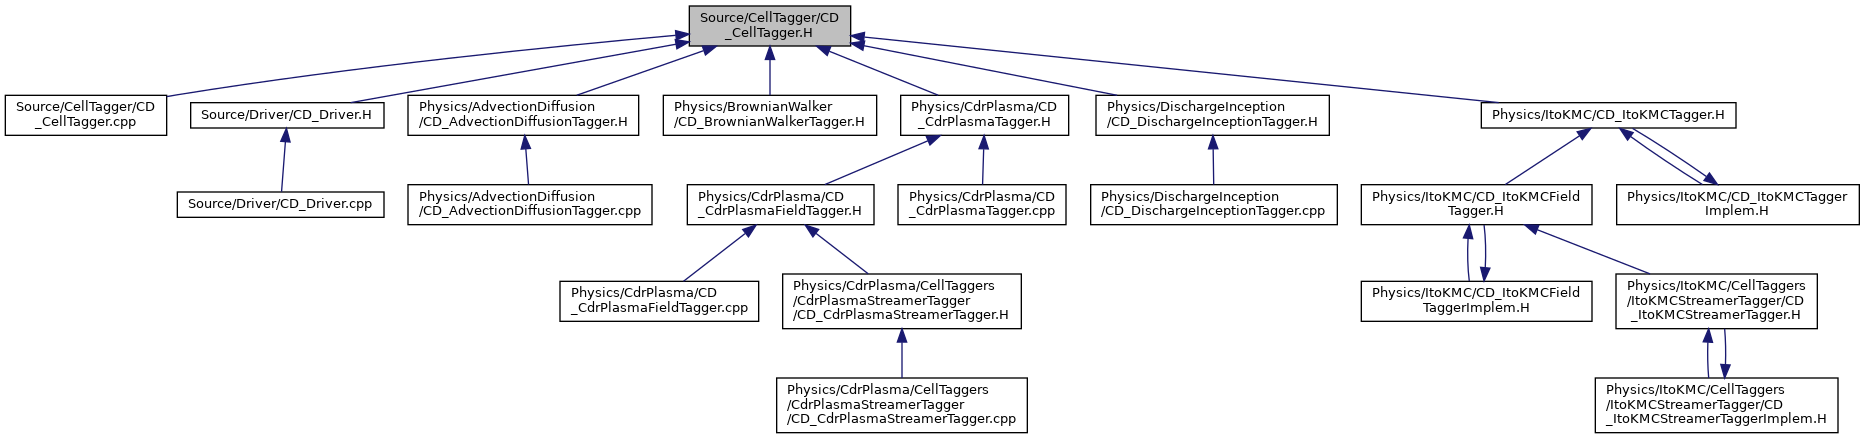 Source/CellTagger/CD
_CellTagger.H
Source/CellTagger/CD
_CellTagger.cpp
Source/Driver/CD_Driver.H
Physics/AdvectionDiffusion
/CD_AdvectionDiffusionTagger.H
Physics/BrownianWalker
/CD_BrownianWalkerTagger.H
Physics/CdrPlasma/CD
_CdrPlasmaTagger.H
Physics/DischargeInception
/CD_DischargeInceptionTagger.H
Physics/ItoKMC/CD_ItoKMCTagger.H
Source/Driver/CD_Driver.cpp
Physics/AdvectionDiffusion
/CD_AdvectionDiffusionTagger.cpp
Physics/CdrPlasma/CD
_CdrPlasmaFieldTagger.H
Physics/CdrPlasma/CD
_CdrPlasmaTagger.cpp
Physics/DischargeInception
/CD_DischargeInceptionTagger.cpp
Physics/ItoKMC/CD_ItoKMCField
Tagger.H
Physics/ItoKMC/CD_ItoKMCTagger
Implem.H
Physics/CdrPlasma/CD
_CdrPlasmaFieldTagger.cpp
Physics/CdrPlasma/CellTaggers
/CdrPlasmaStreamerTagger
/CD_CdrPlasmaStreamerTagger.H
Physics/ItoKMC/CD_ItoKMCField
TaggerImplem.H
Physics/ItoKMC/CellTaggers
/ItoKMCStreamerTagger/CD
_ItoKMCStreamerTagger.H
Physics/CdrPlasma/CellTaggers
/CdrPlasmaStreamerTagger
/CD_CdrPlasmaStreamerTagger.cpp
Physics/ItoKMC/CellTaggers
/ItoKMCStreamerTagger/CD
_ItoKMCStreamerTaggerImplem.H